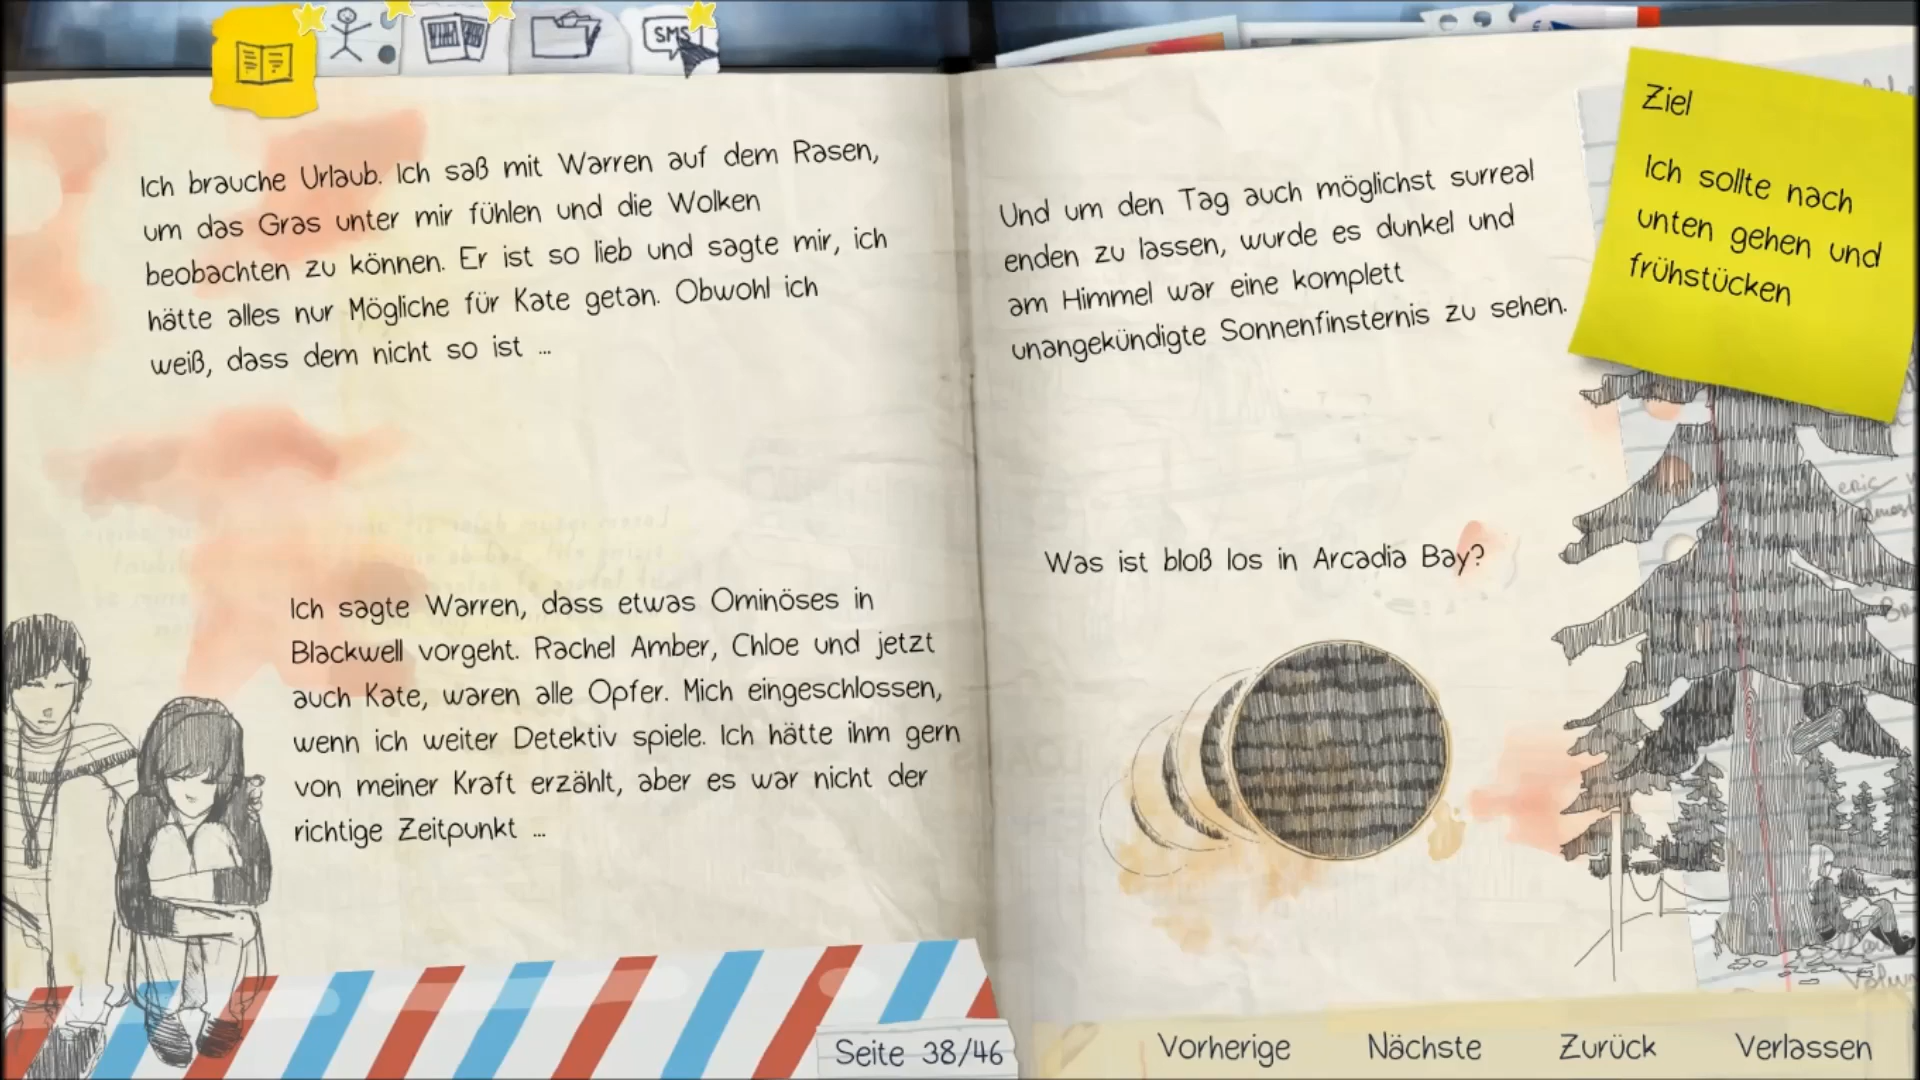 SMS
Ich brauche Urlaub. Ich saß mit Warren auf dem Rasen,
um das Gras unter mir fühlen und die Wolken
beobachten zu können. Er ist so lieb und sagte mir, ich
hätte alles nur Mögliche für Kate getan. Obwohl ich
weiß, dass dem nicht so ist ...
Ich sagte Warren, dass etwas Ominöses in
Blackwell vorgeht. Rachel Amber, Chloe und jetzt
auch Kate, waren alle Opfer. Mich eingeschlossen,
wenn ich weiter Detektiv spiele. Ich hätte ihm gern
von meiner Kraft erzählt, aber es war nicht der
richtige Zeitpunkt ...
Seite 38/46
Und um den Tag auch möglichst surreal
enden zu lassen, wurde es dunkel und
am Himmel war eine komplett
unangekündigte Sonnenfinsternis zu sehen.
Was ist bloß los in Arcadia Bay?
Ziel
Ich sollte nach
unten gehen und
frühstücken
Vorherige Nächste Zurück Verlassen